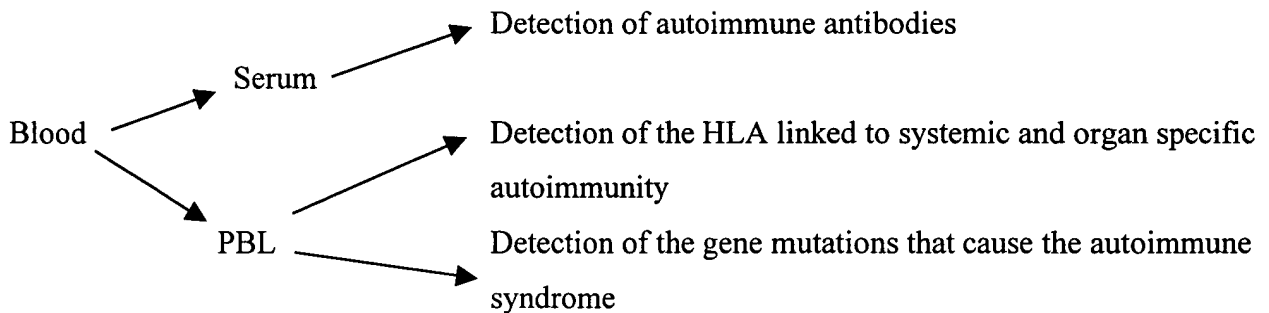 Detection of autoimmune antibodies
Serum
Blood
Detection of the HLA linked to systemic and organ specific
autoimmunity
PBL
Detection of the gene mutations that cause the autoimmune
syndrome